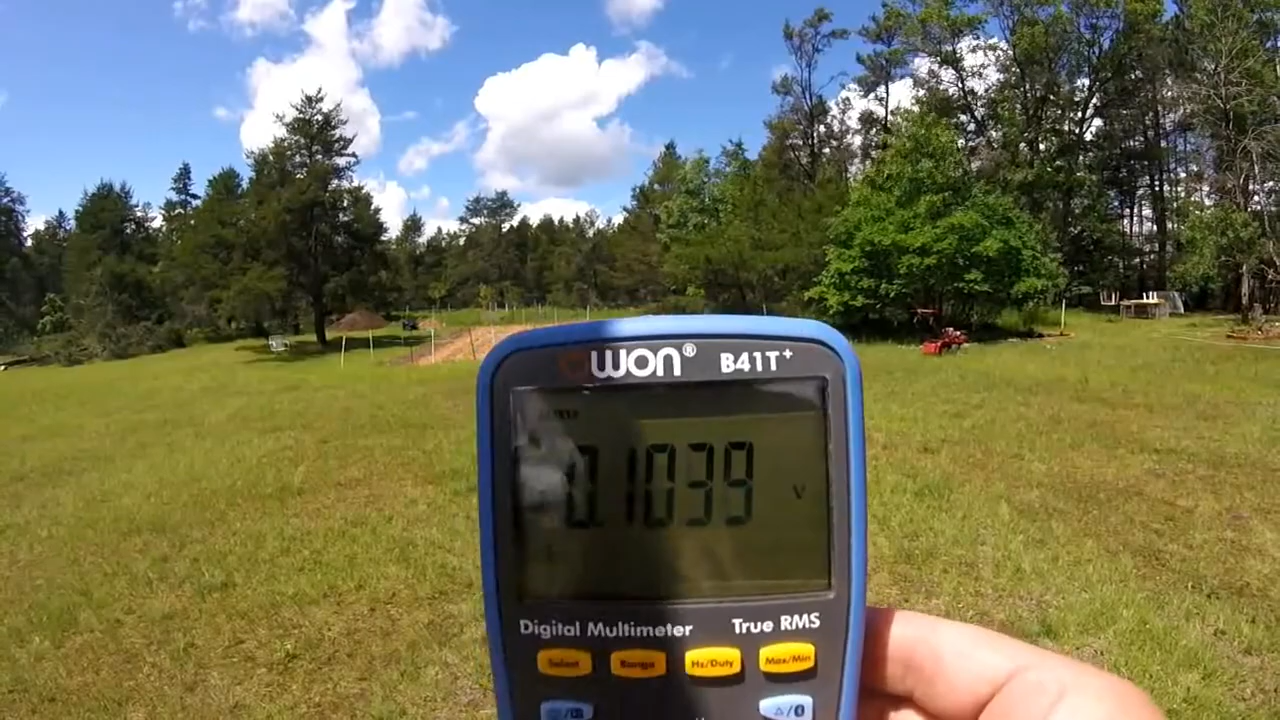 OWON® B41T+
0.1039 V
Digital Multimeter True RMS
Select Range Hz/Duty Max/Min